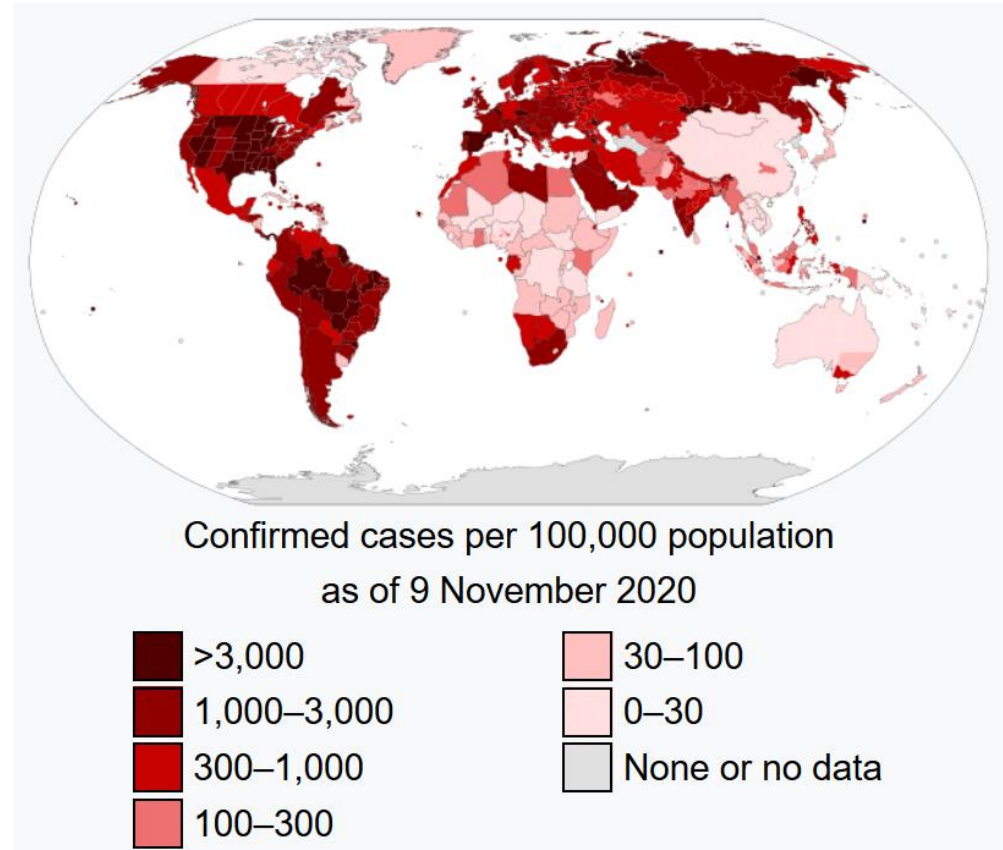 Confirmed cases per 100,000 population
as of 9 November 2020
>3,000
1,000–3,000
300–1,000
100–300
30–100
0–30
None or no data